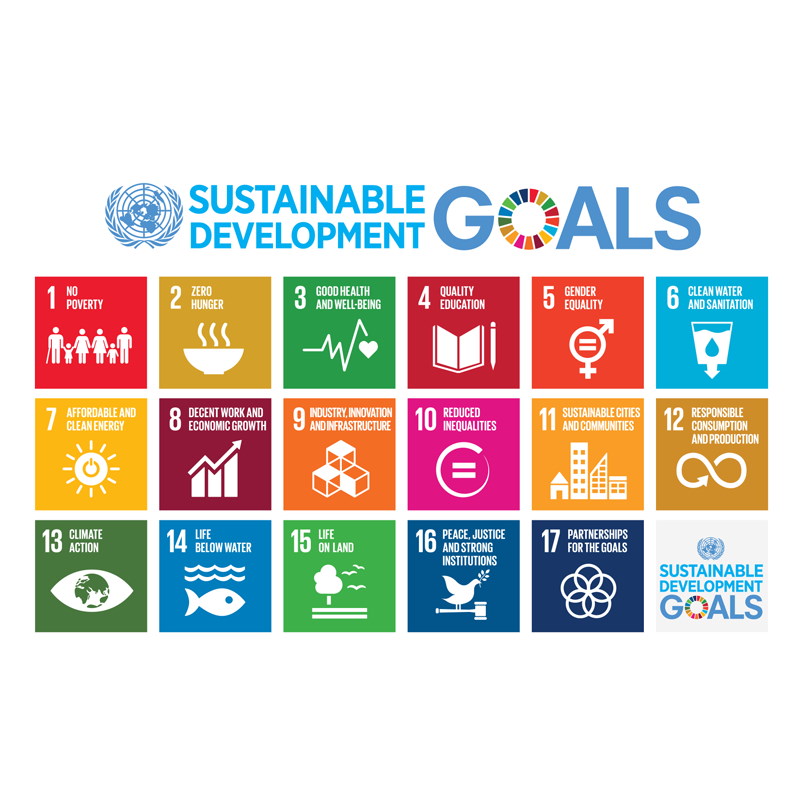 SUSTAINABLE
DEVELOPMENT
GOALS
1 NO
POVERTY
2 ZERO
HUNGER
3 GOOD HEALTH
AND WELL-BEING
4 QUALITY
EDUCATION
5 GENDER
EQUALITY
6 CLEAN WATER
AND SANITATION
7 AFFORDABLE AND
CLEAN ENERGY
8 DECENT WORK AND
ECONOMIC GROWTH
9 INDUSTRY, INNOVATION
AND INFRASTRUCTURE
10 REDUCED
INEQUALITIES
11 SUSTAINABLE CITIES
AND COMMUNITIES
12 RESPONSIBLE
CONSUMPTION
AND PRODUCTION
13 CLIMATE
ACTION
14 LIFE
BELOW WATER
15 LIFE
ON LAND
16 PEACE, JUSTICE
AND STRONG
INSTITUTIONS
17 PARTNERSHIPS
FOR THE GOALS
SUSTAINABLE
DEVELOPMENT
GOALS